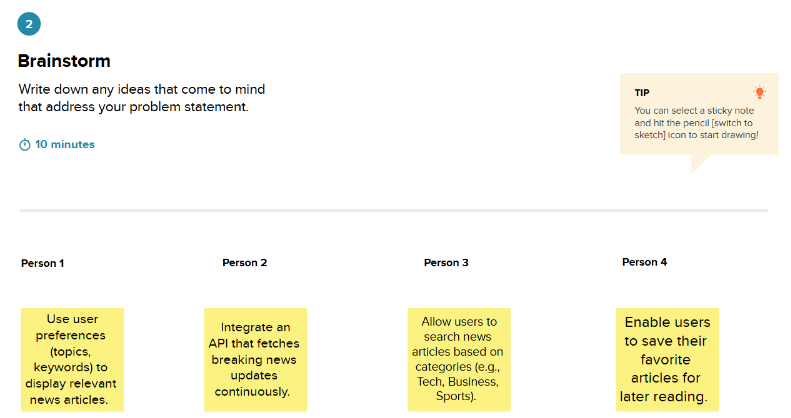 2
Brainstorm
Write down any ideas that come to mind
that address your problem statement.
10 minutes
TIP
You can select a sticky note
and hit the pencil [switch to
sketch] icon to start drawing!
Person 1
Person 2
Person 3
Person 4
Use user
preferences
(topics,
keywords) to
display relevant
news articles.
Integrate an
API that fetches
breaking news
updates
continuously.
Allow users to
search news
articles based on
categories (e.g.,
Tech, Business,
Sports).
Enable users
to save their
favorite
articles for
later reading.